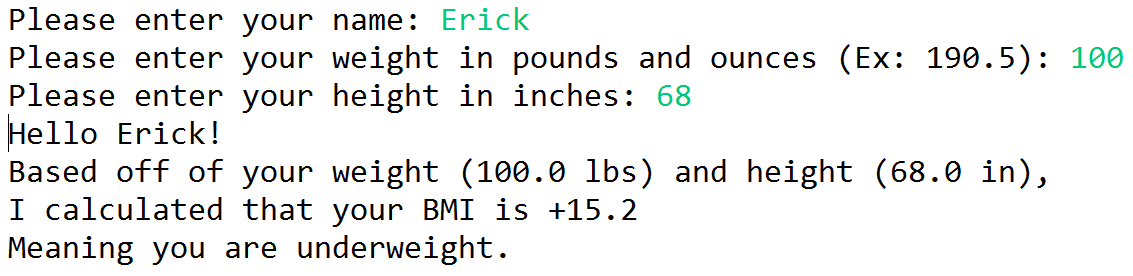 Please enter your name: Erick
Please enter your weight in pounds and ounces (Ex: 190.5): 100
Please enter your height in inches: 68
Hello Erick!
Based off of your weight (100.0 lbs) and height (68.0 in),
I calculated that your BMI is +15.2
Meaning you are underweight.